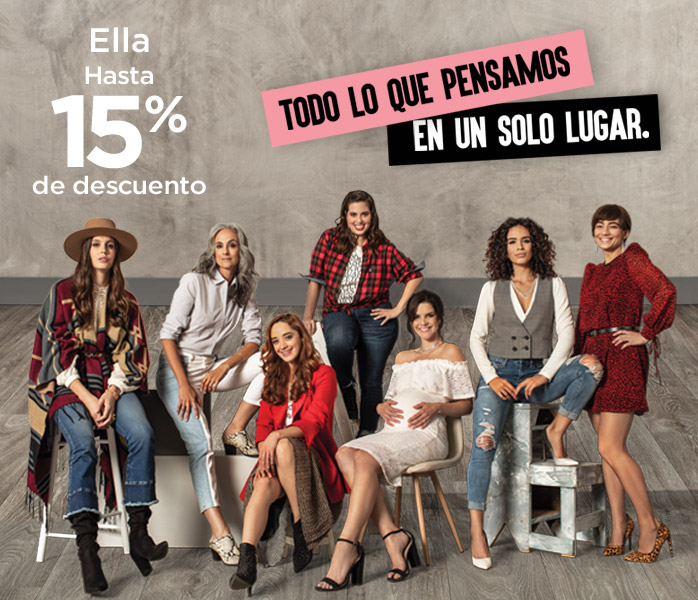 Ella
Hasta
15%
de descuento
TODO LO QUE PENSAMOS
EN UN SOLO LUGAR.